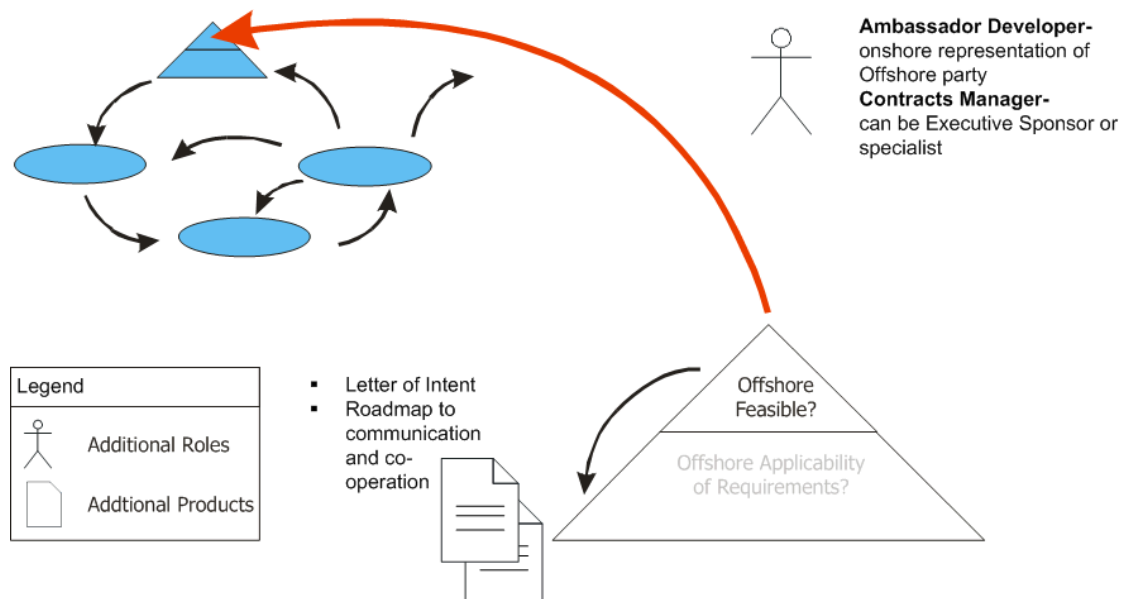 Ambassador Developer-
onshore representation of
Offshore party
Contracts Manager-
can be Executive Sponsor or
specialist
Legend
Additional Roles
Addtional Products
▪ Letter of Intent
▪ Roadmap to
communication
and co-
operation
Offshore
Feasible?
Offshore Applicability
of Requirements?